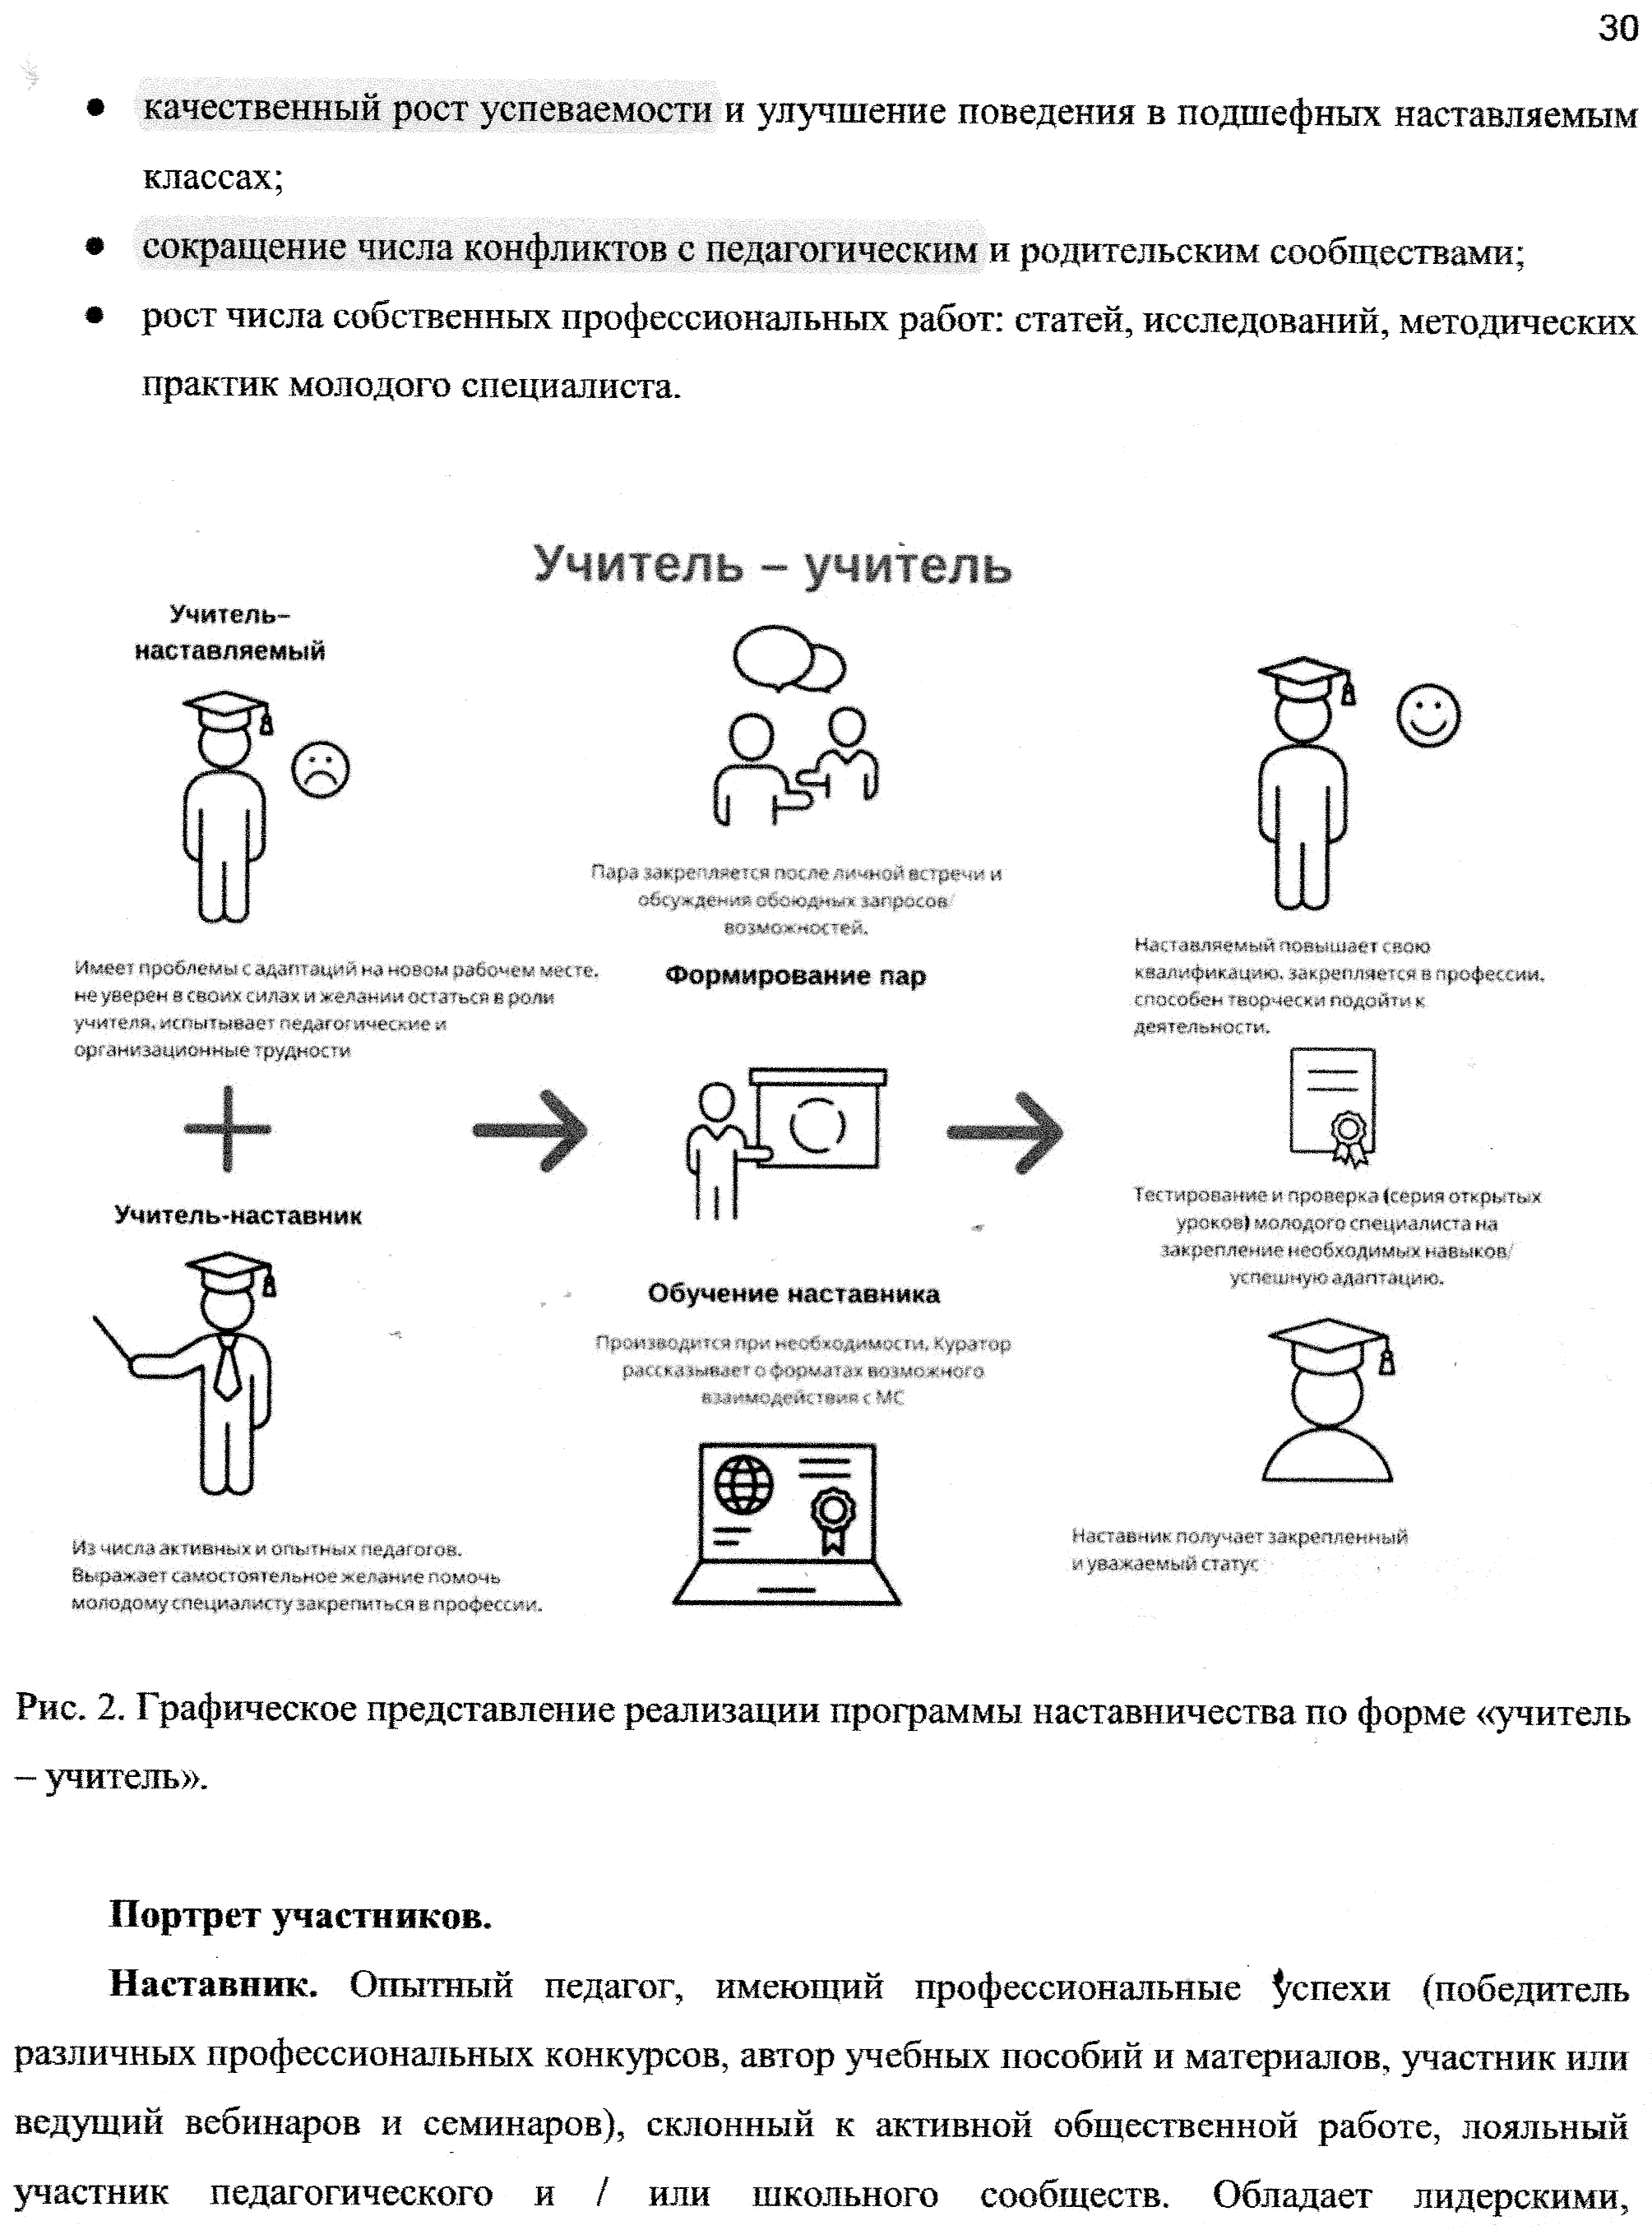 30
• качественный рост успеваемости и улучшение поведения в подшефных наставляемым
классах;
• сокращение числа конфликтов с педагогическим и родительским сообществами;
• рост числа собственных профессиональных работ: статей, исследований, методических
практик молодого специалиста.
Учитель – учитель
Учитель–
наставляемый
Имеет проблемы с адаптаций на новом рабочем месте,
не уверен в своих силах и желании остаться в роли
учителя, испытывает педагогические и
организационные трудности
Учитель-наставник
Из числа активных и опытных педагогов.
Выражает самостоятельное желание помочь
молодому специалисту закрепиться в профессии.
Пара закрепляется после личной встречи и
обсуждения обоюдных запросов/
возможностей.
Формирование пар
Обучение наставника
Производится при необходимости. Куратор
рассказывает о форматах возможного
взаимодействия с МС
Наставляемый повышает свою
квалификацию, закрепляется в профессии,
способен творчески подойти к
деятельности.
Тестирование и проверка (серия открытых
уроков) молодого специалиста на
закрепление необходимых навыков/
успешную адаптацию.
Наставник получает закрепленный
и уважаемый статус
Рис. 2. Графическое представление реализации программы наставничества по форме «учитель
– учитель».
Портрет участников.
Наставник. Опытный педагог, имеющий профессиональные успехи (победитель
различных профессиональных конкурсов, автор учебных пособий и материалов, участник или
ведущий вебинаров и семинаров), склонный к активной общественной работе, лояльный
участник педагогического и / или школьного сообществ. Обладает лидерскими,